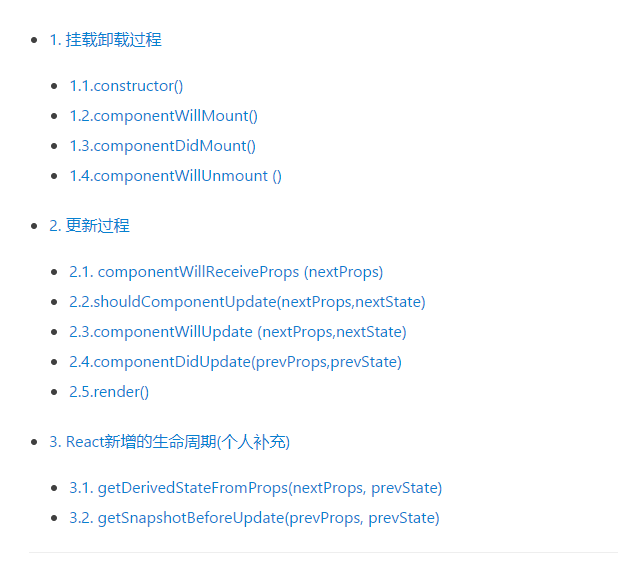 1. 挂载卸载过程
1.1.constructor()
1.2.componentWillMount()
1.3.componentDidMount()
1.4.componentWillUnmount ()
2. 更新过程
2.1. componentWillReceiveProps (nextProps)
2.2.shouldComponentUpdate(nextProps,nextState)
2.3.componentWillUpdate (nextProps,nextState)
2.4.componentDidUpdate(prevProps,prevState)
2.5.render()
3. React新增的生命周期(个人补充)
3.1. getDerivedStateFromProps(nextProps, prevState)
3.2. getSnapshotBeforeUpdate(prevProps, prevState)